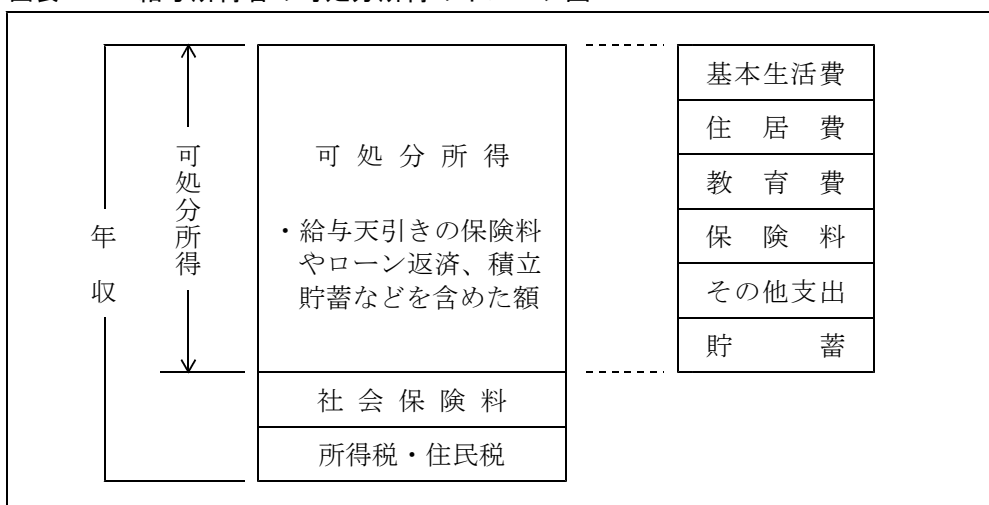 年
収
可処分所得
可処分所得
・給与天引きの保険料
やローン返済、積立
貯蓄などを含めた額
社会保険料
所得税・住民税
基本生活費
住居費
教育費
保険料
その他支出
貯蓄